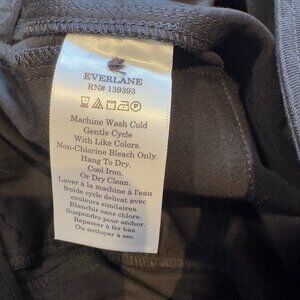 EVERLANE
RN# 139393
Machine Wash Cold
Gentle Cycle
With Like Colors.
Non-Chlorine Bleach Only.
Hang To Dry.
Cool Iron.
Or Dry Clean.
Laver à la machine à l'eau
fruide cycle delicat avec
couleurs similaires.
Blanchir sans chlore.
Suspendre pour sécher.
Repasser à fer bas.
Ou nettoyer à sec.